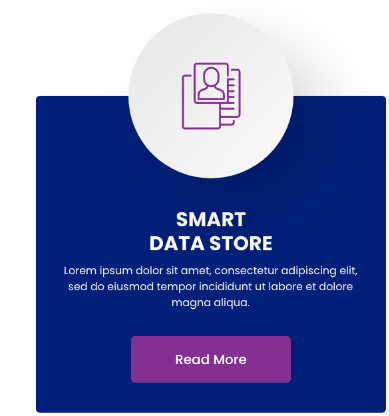 SMART
DATA STORE
Lorem ipsum dolor sit amet, consectetur adipiscing elit,
sed do eiusmod tempor incididunt ut labore et dolore
magna aliqua.
Read More